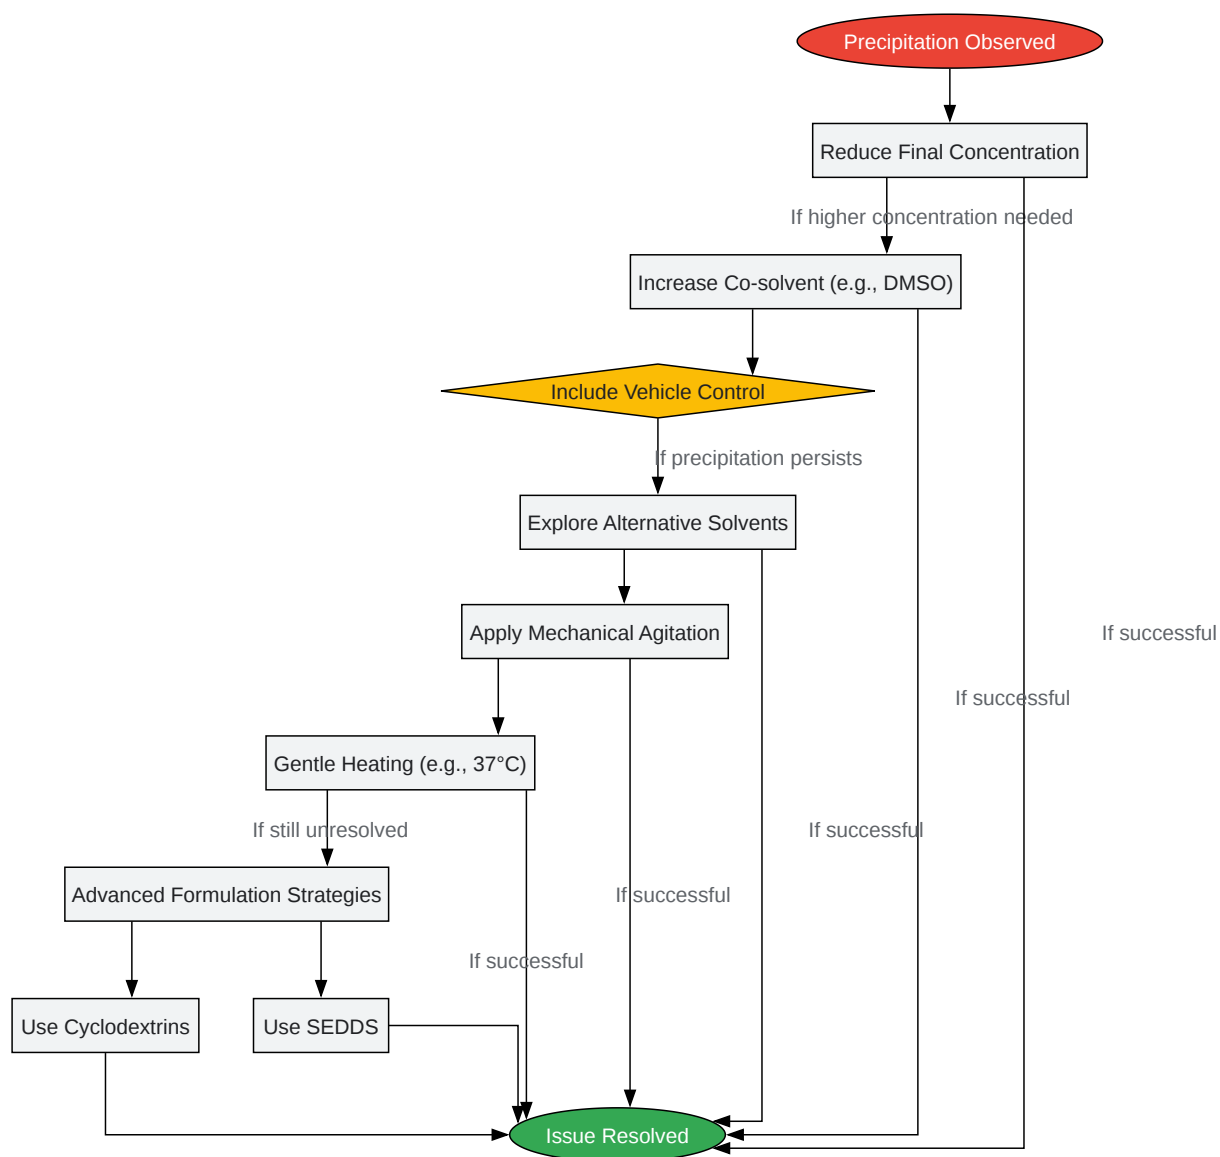 Precipitation Observed
Reduce Final Concentration
If higher concentration needed
Increase Co-solvent (e.g., DMSO)
Include Vehicle Control
If precipitation persists
Explore Alternative Solvents
Apply Mechanical Agitation
If successful
If successful
Gentle Heating (e.g., 37°C)
If still unresolved
If successful
Advanced Formulation Strategies
If successful
If successful
Use Cyclodextrins
Use SEDDS
Issue Resolved